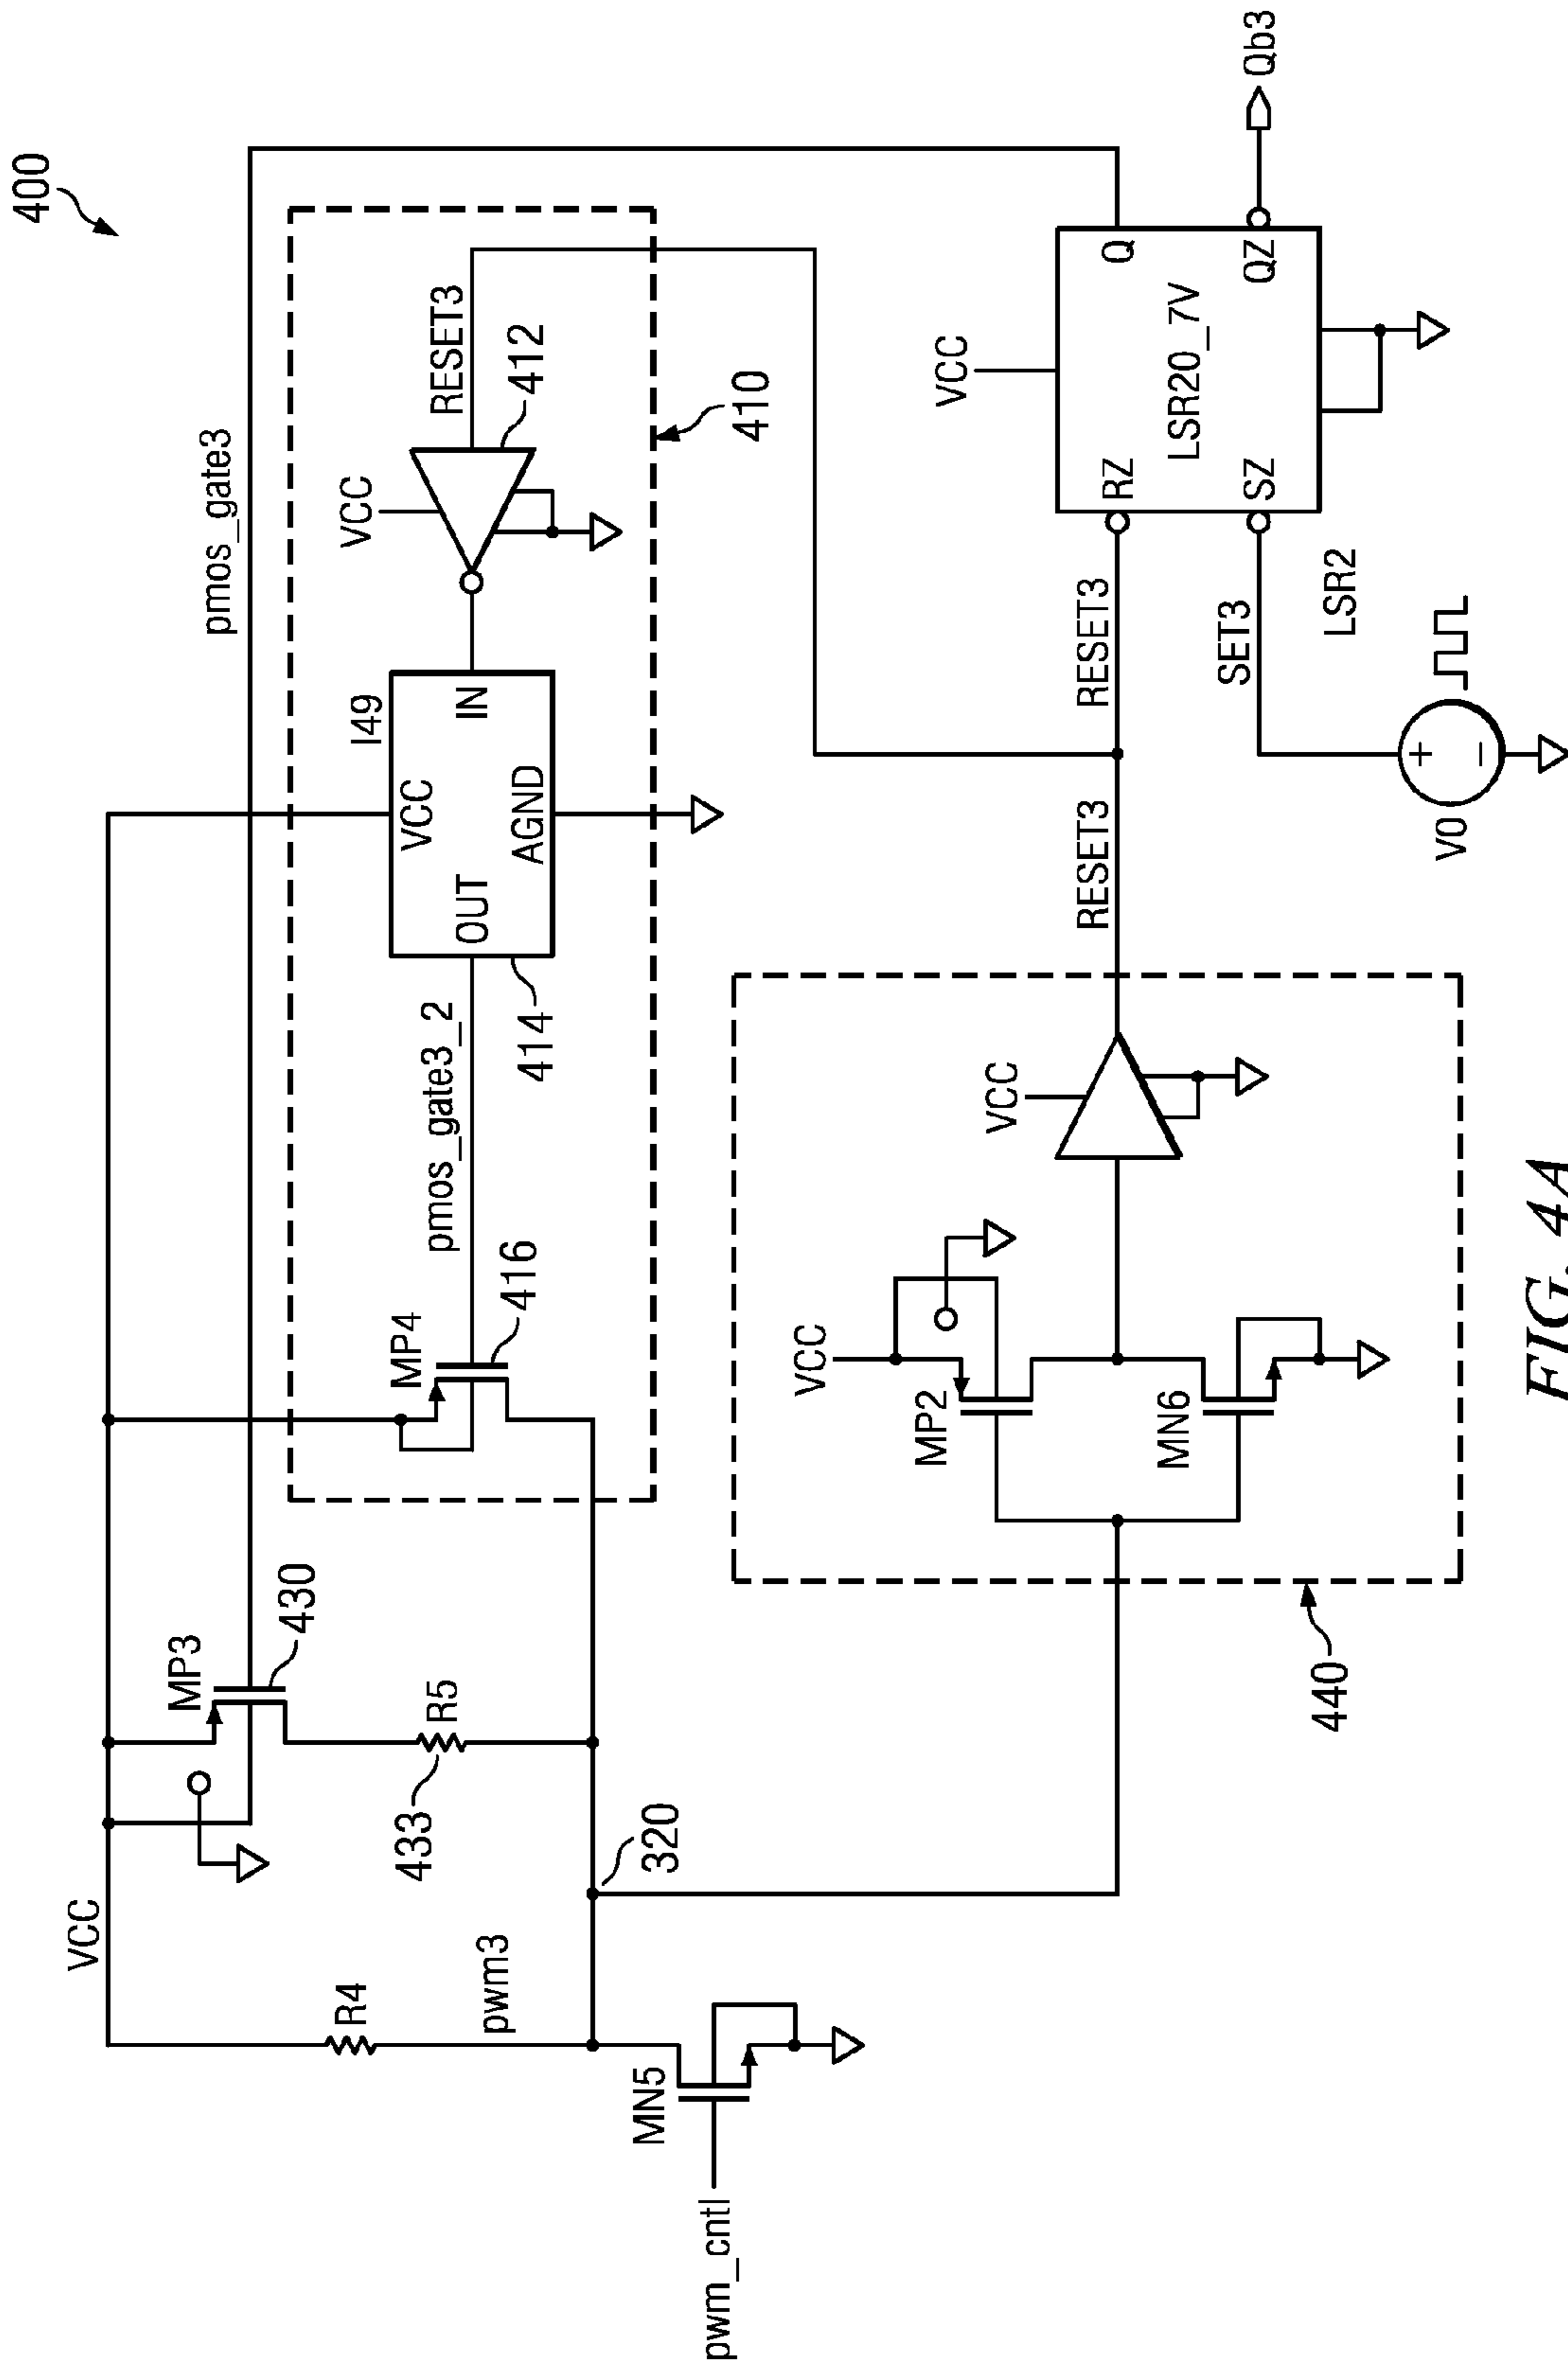 400
pmos_gate3
VCC
MP3
430
R4
433
R5
pwm3
320
MN5
pwm_cntl
MP4
416
pmos_gate3_2
414
OUT
VCC
I49
AGND
IN
VCC
RESET3
412
410
440
VCC
MP2
MN6
VCC
RESET3
RESET3
VCC
RZ
Q
LSR20_7V
SZ
QZ
Qb3
SET3
LSR2
V0
+
–
FIG. 4A